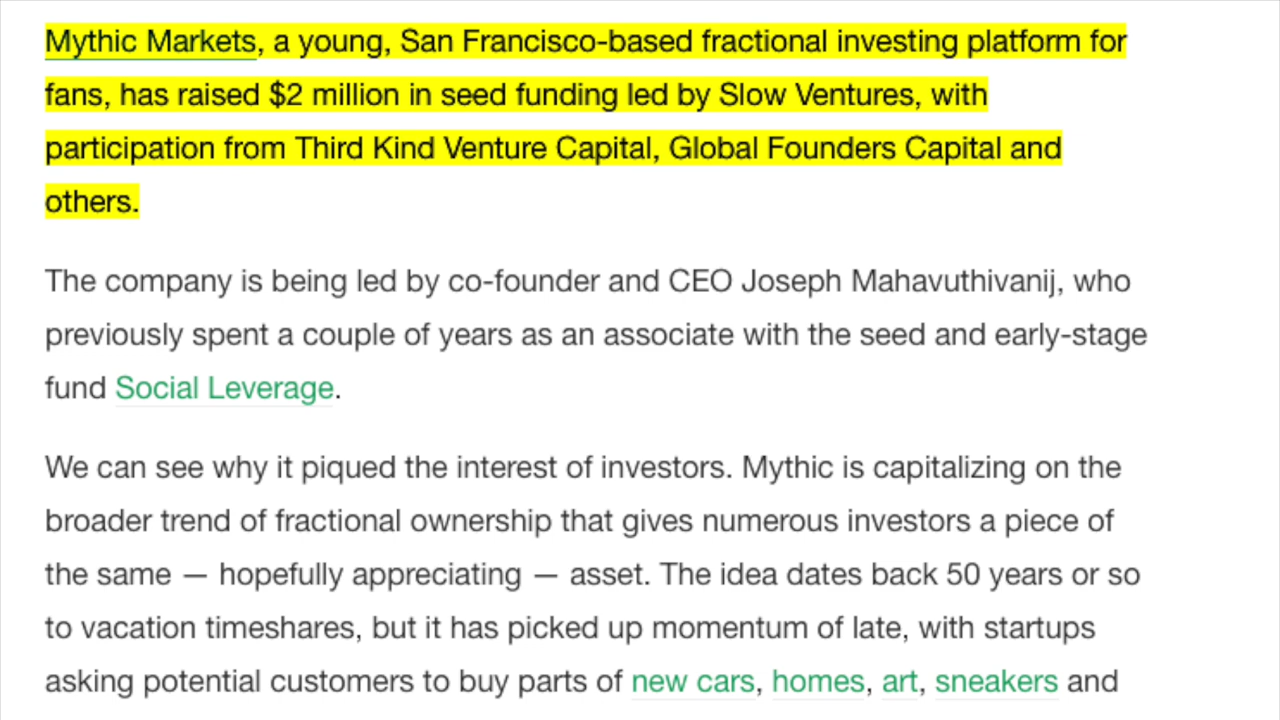 Mythic Markets, a young, San Francisco-based fractional investing platform for
fans, has raised $2 million in seed funding led by Slow Ventures, with
participation from Third Kind Venture Capital, Global Founders Capital and
others.
The company is being led by co-founder and CEO Joseph Mahavuthivanij, who
previously spent a couple of years as an associate with the seed and early-stage
fund Social Leverage.
We can see why it piqued the interest of investors. Mythic is capitalizing on the
broader trend of fractional ownership that gives numerous investors a piece of
the same — hopefully appreciating — asset. The idea dates back 50 years or so
to vacation timeshares, but it has picked up momentum of late, with startups
asking potential customers to buy parts of new cars, homes, art, sneakers and